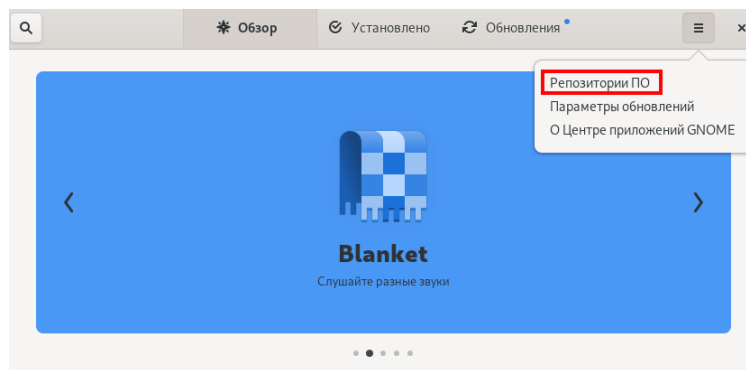 Обзор
Установлено
Обновления
Репозитории ПО
Параметры обновлений
О Центре приложений GNOME
Blanket
Слушайте разные звуки